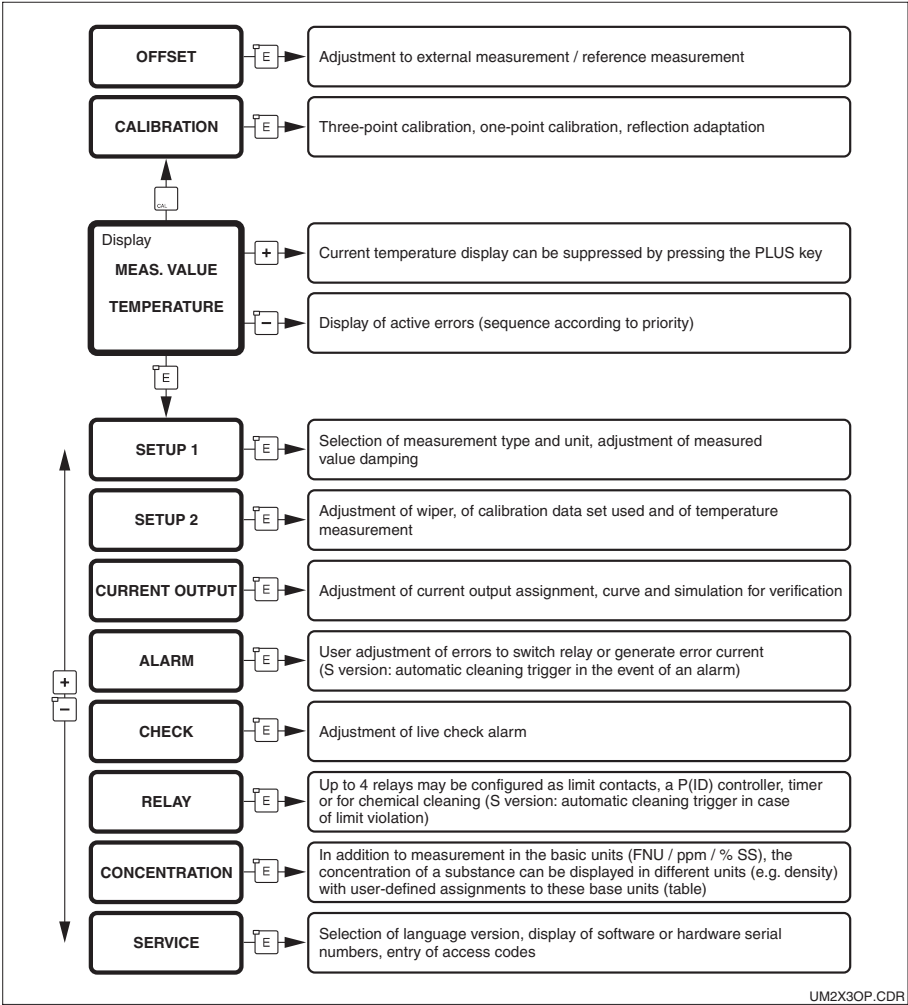 OFFSET
E
Adjustment to external measurement / reference measurement
CALIBRATION
E
Three-point calibration, one-point calibration, reflection adaptation
CAL
Display
MEAS. VALUE
TEMPERATURE
+
Current temperature display can be suppressed by pressing the PLUS key
−
Display of active errors (sequence according to priority)
E
SETUP 1
E
Selection of measurement type and unit, adjustment of measured
value damping
SETUP 2
E
Adjustment of wiper, of calibration data set used and of temperature
measurement
CURRENT OUTPUT
E
Adjustment of current output assignment, curve and simulation for verification
ALARM
E
User adjustment of errors to switch relay or generate error current
(S version: automatic cleaning trigger in the event of an alarm)
+
−
CHECK
E
Adjustment of live check alarm
RELAY
E
Up to 4 relays may be configured as limit contacts, a P(ID) controller, timer
or for chemical cleaning (S version: automatic cleaning trigger in case
of limit violation)
CONCENTRATION
E
In addition to measurement in the basic units (FNU / ppm / % SS), the
concentration of a substance can be displayed in different units (e.g. density)
with user-defined assignments to these base units (table)
SERVICE
E
Selection of language version, display of software or hardware serial
numbers, entry of access codes
UM2X3OP.CDR